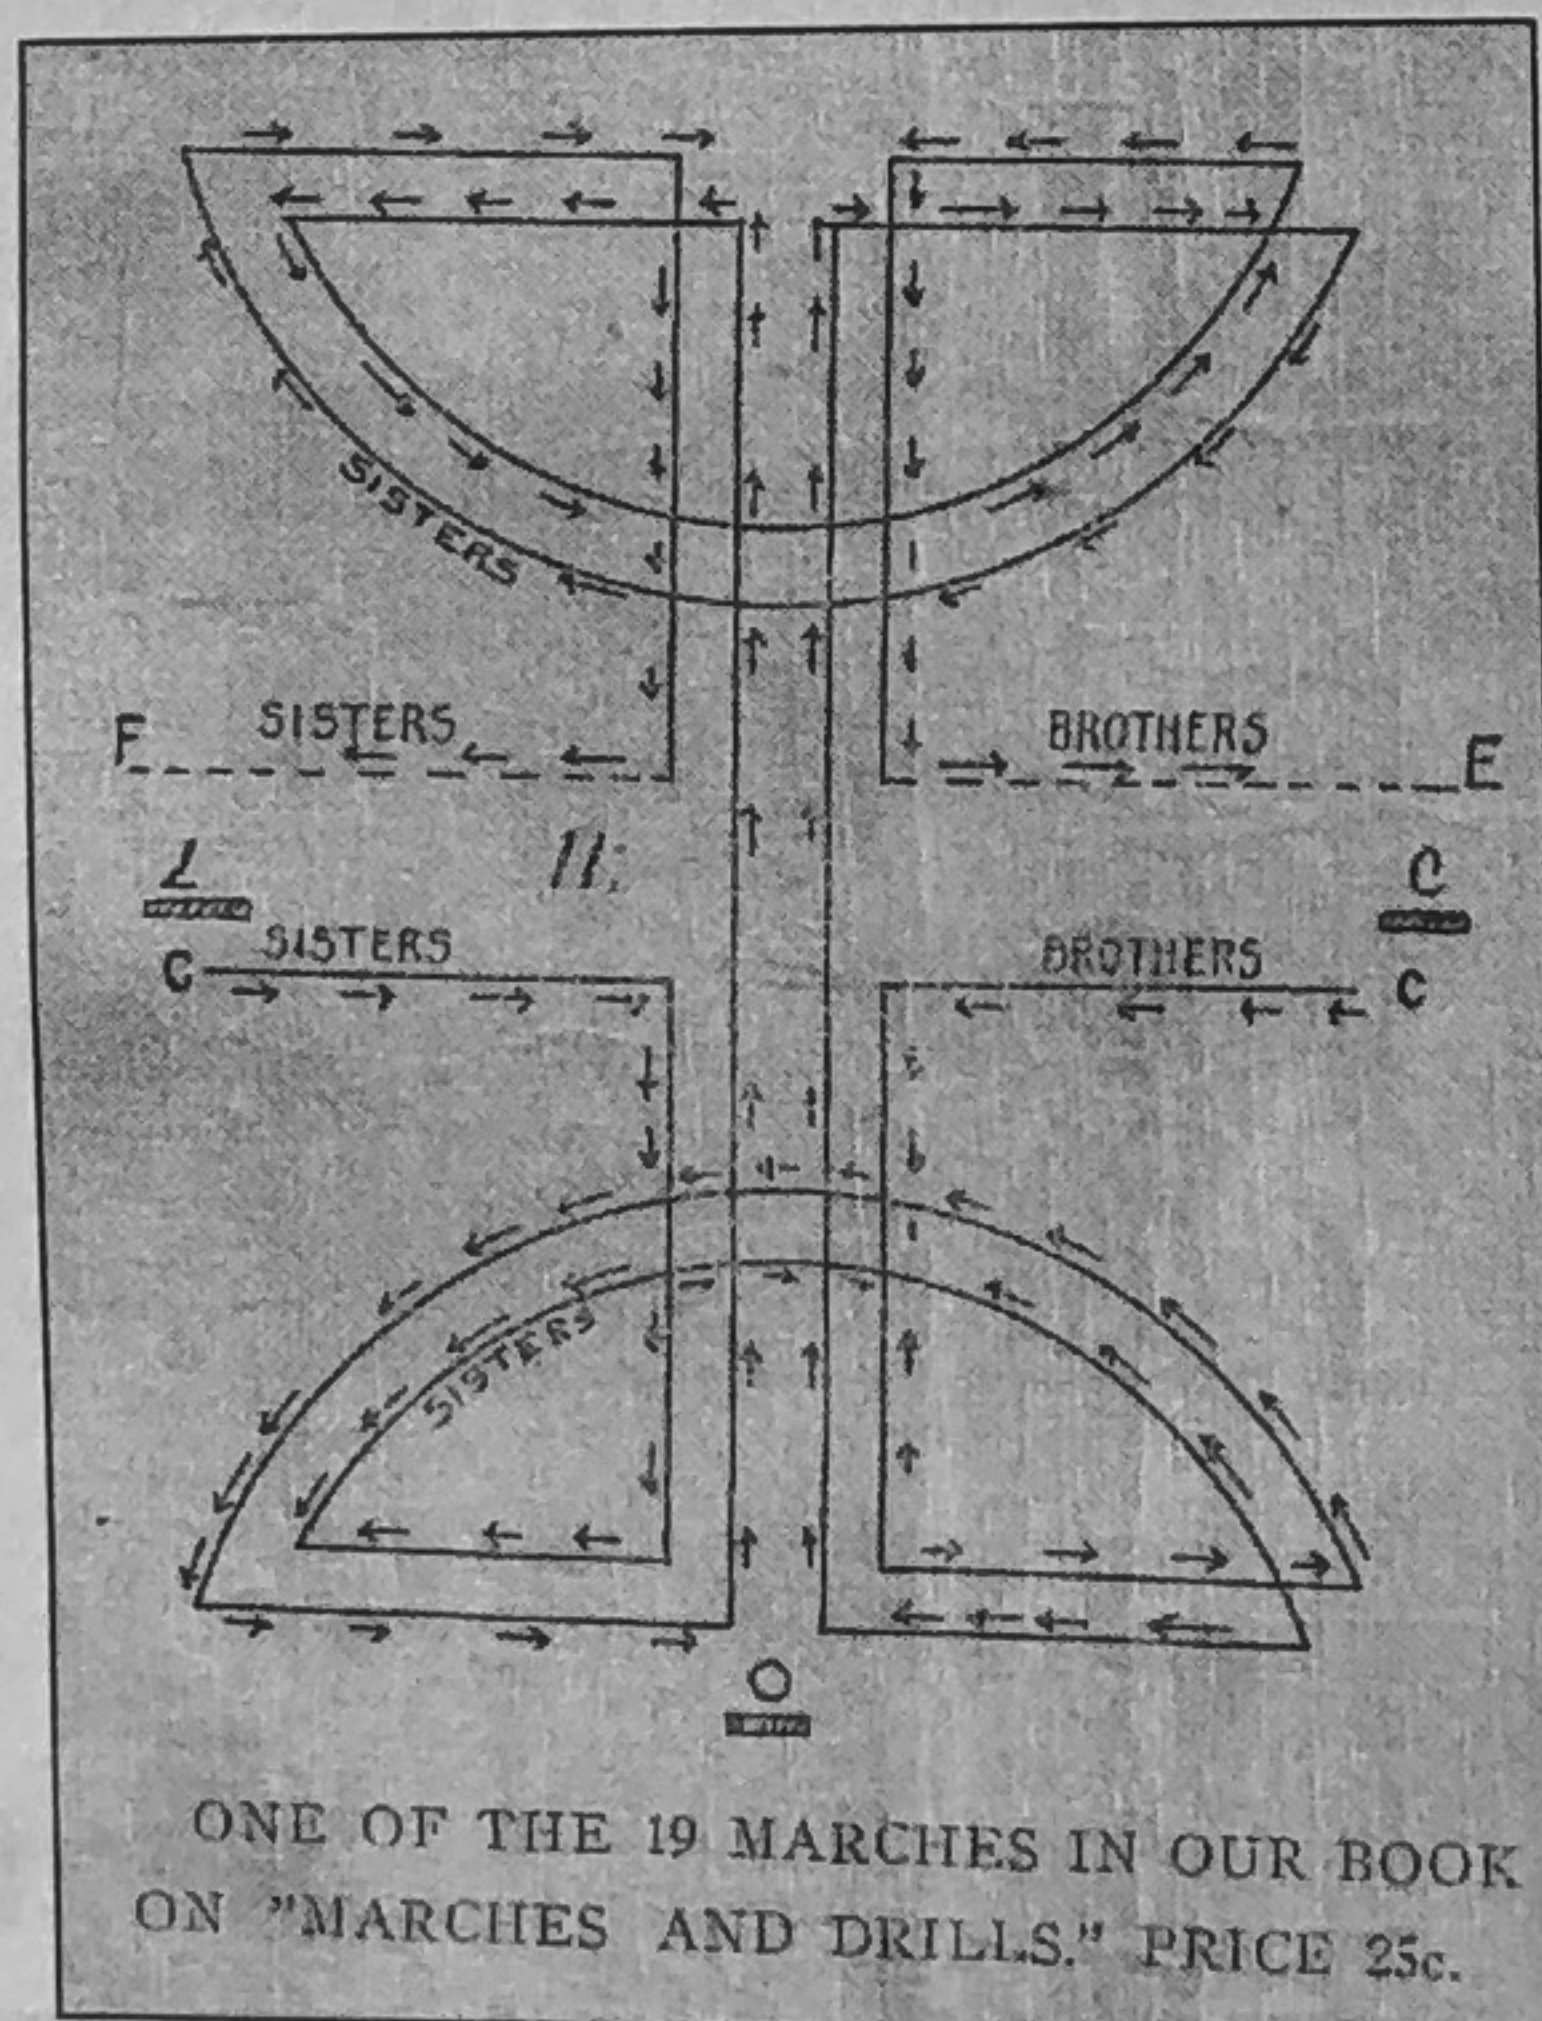 SISTERS
F SISTERS BROTHERS E
L 11: C
C SISTERS BROTHERS C
SISTERS
O
ONE OF THE 19 MARCHES IN OUR BOOK
ON "MARCHES AND DRILLS." PRICE 25c.